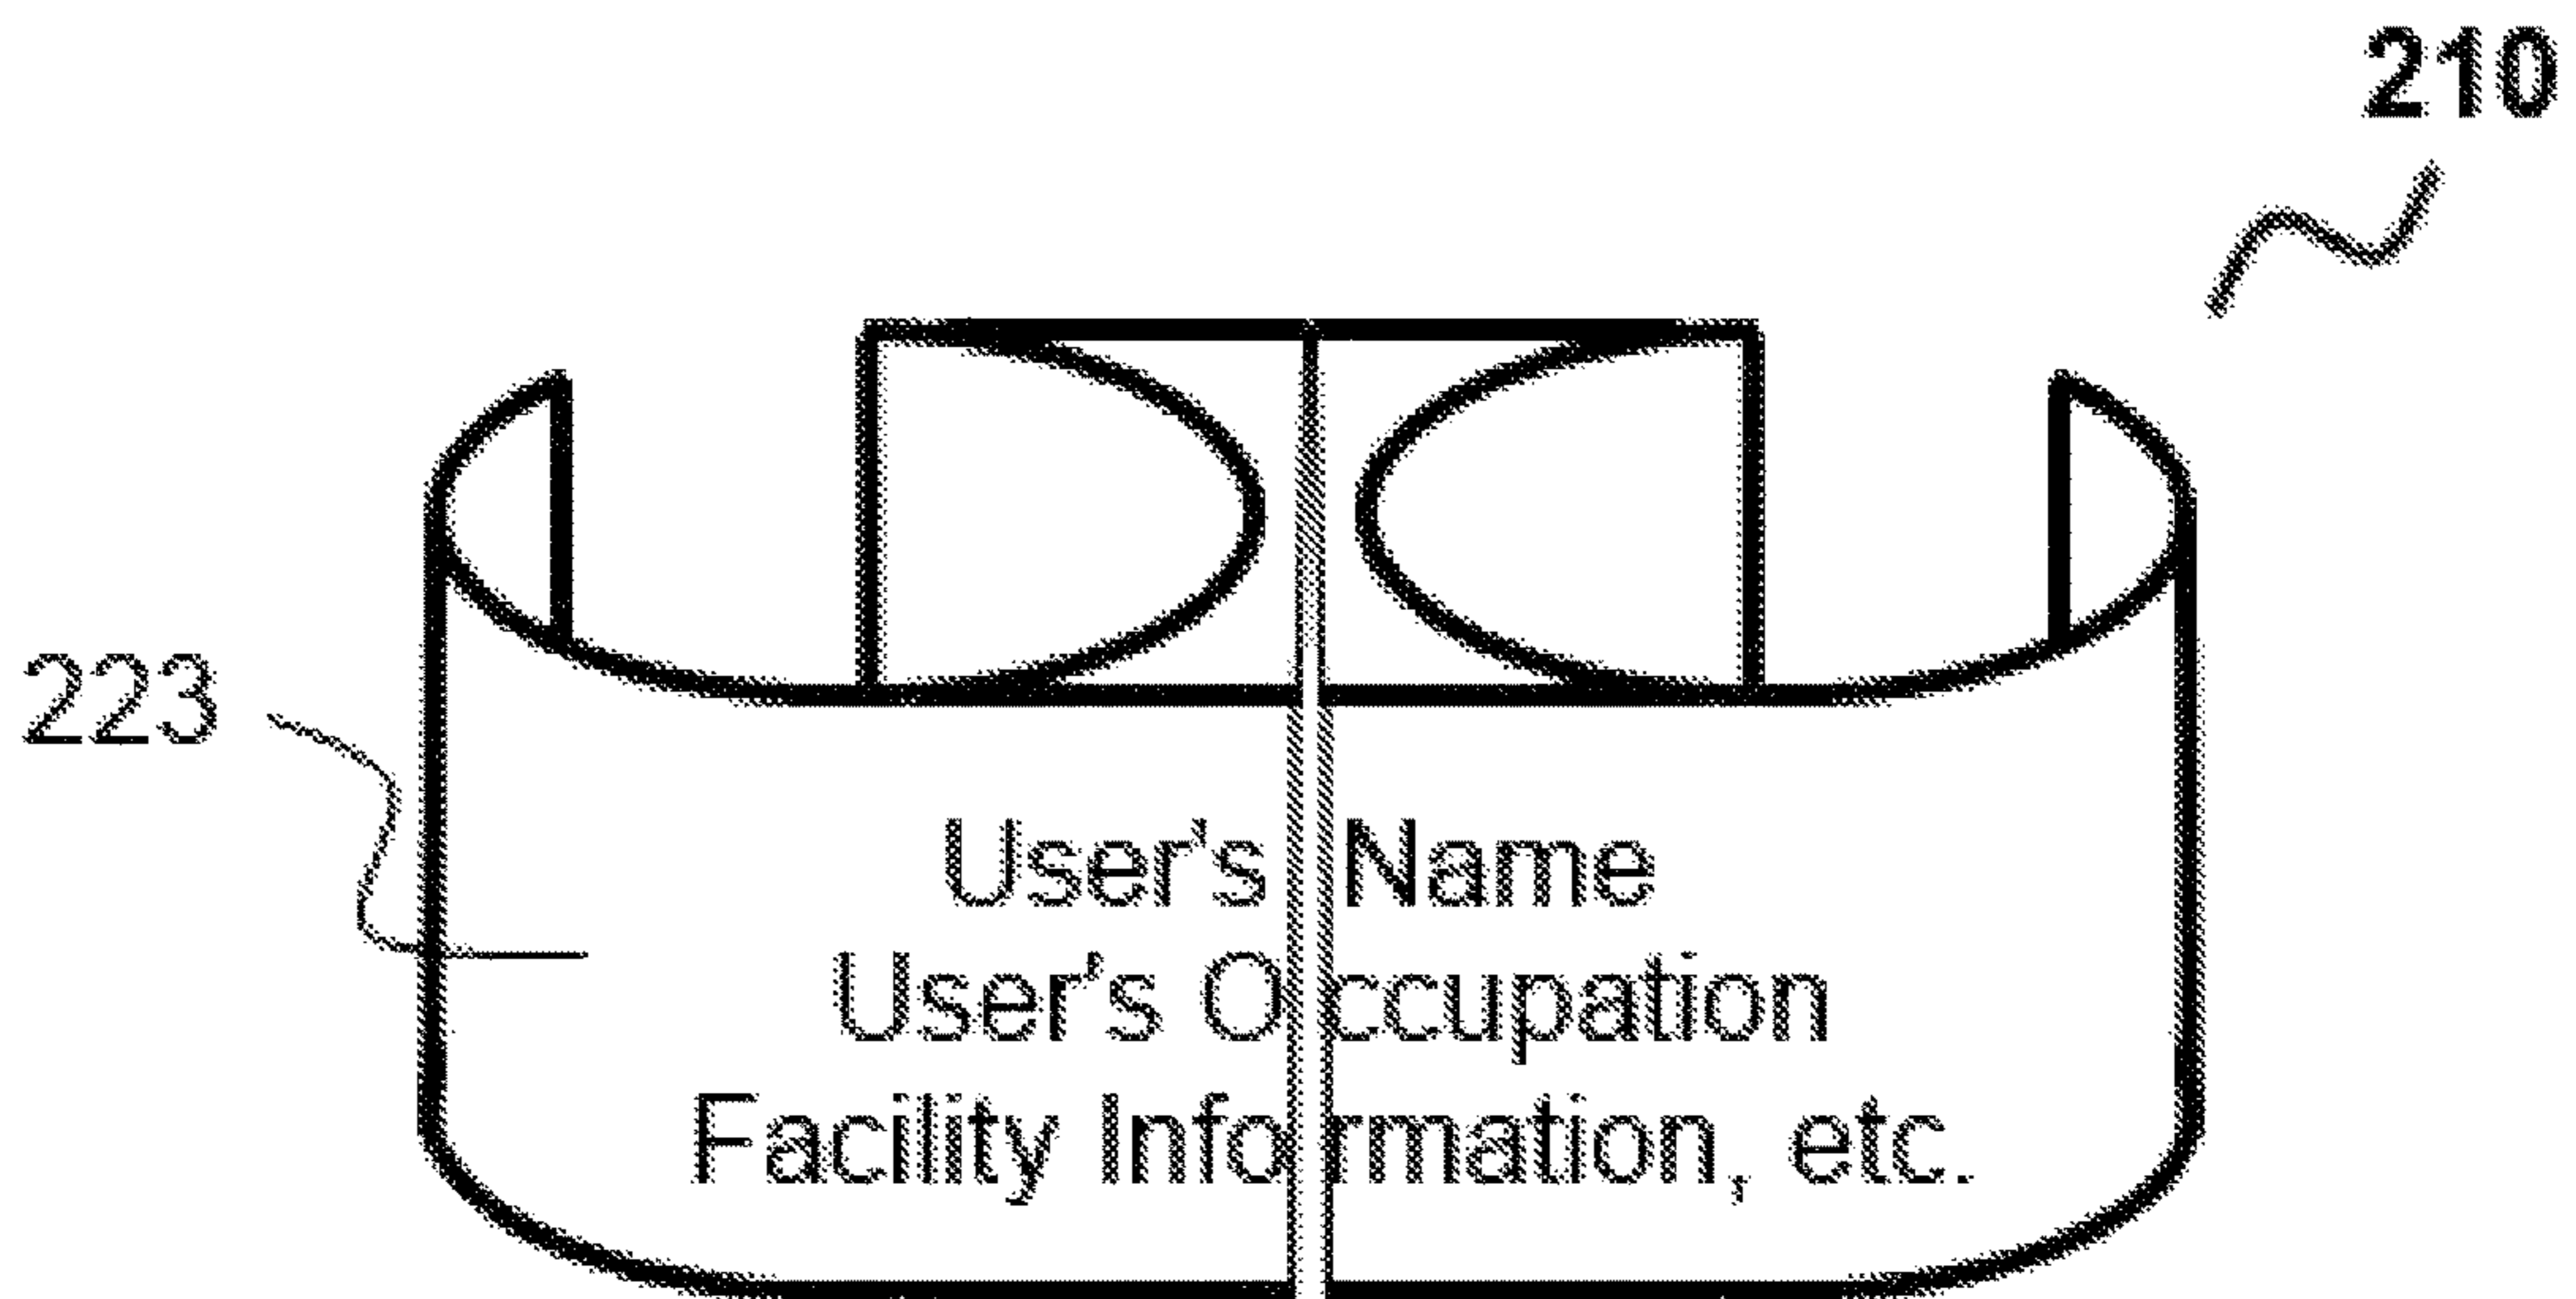 210
223
User's Name
User's Occupation
Facility Information, etc.